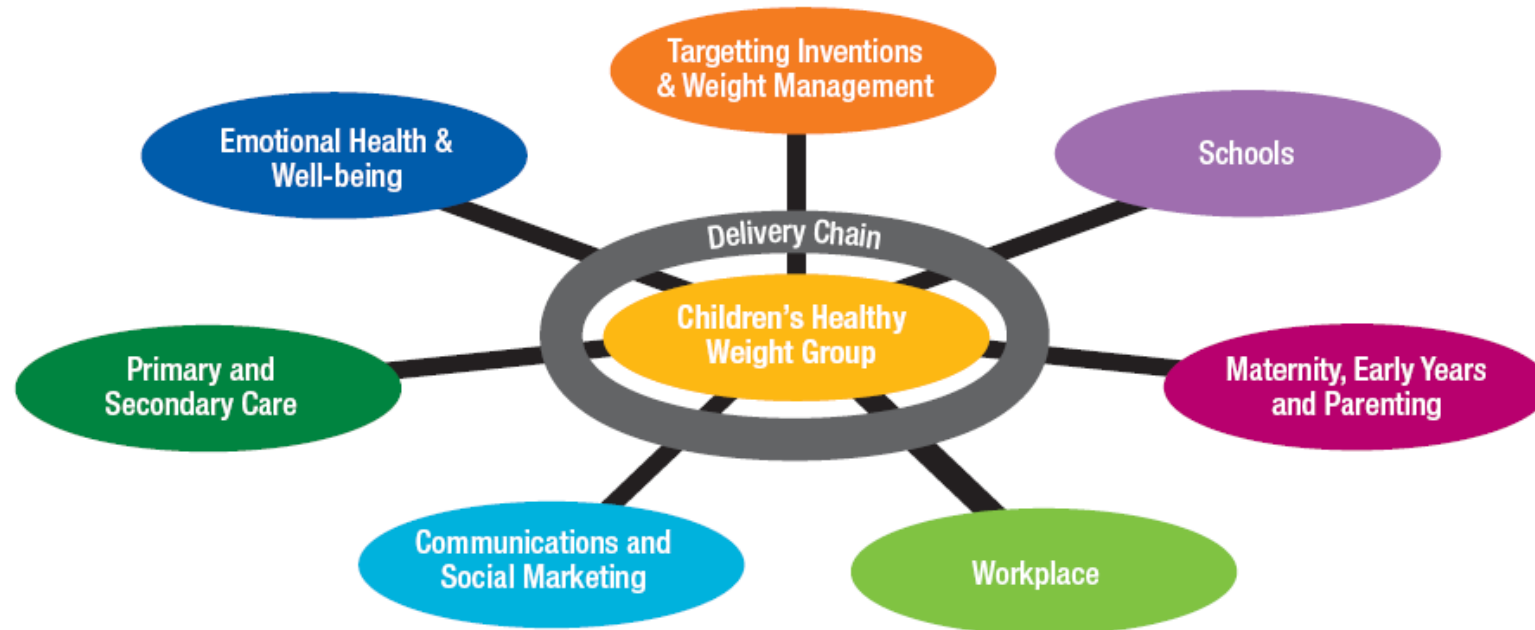 Targetting Inventions
& Weight Management
Emotional Health &
Well-being
Schools
Delivery Chain
Children’s Healthy
Weight Group
Primary and
Secondary Care
Maternity, Early Years
and Parenting
Communications and
Social Marketing
Workplace